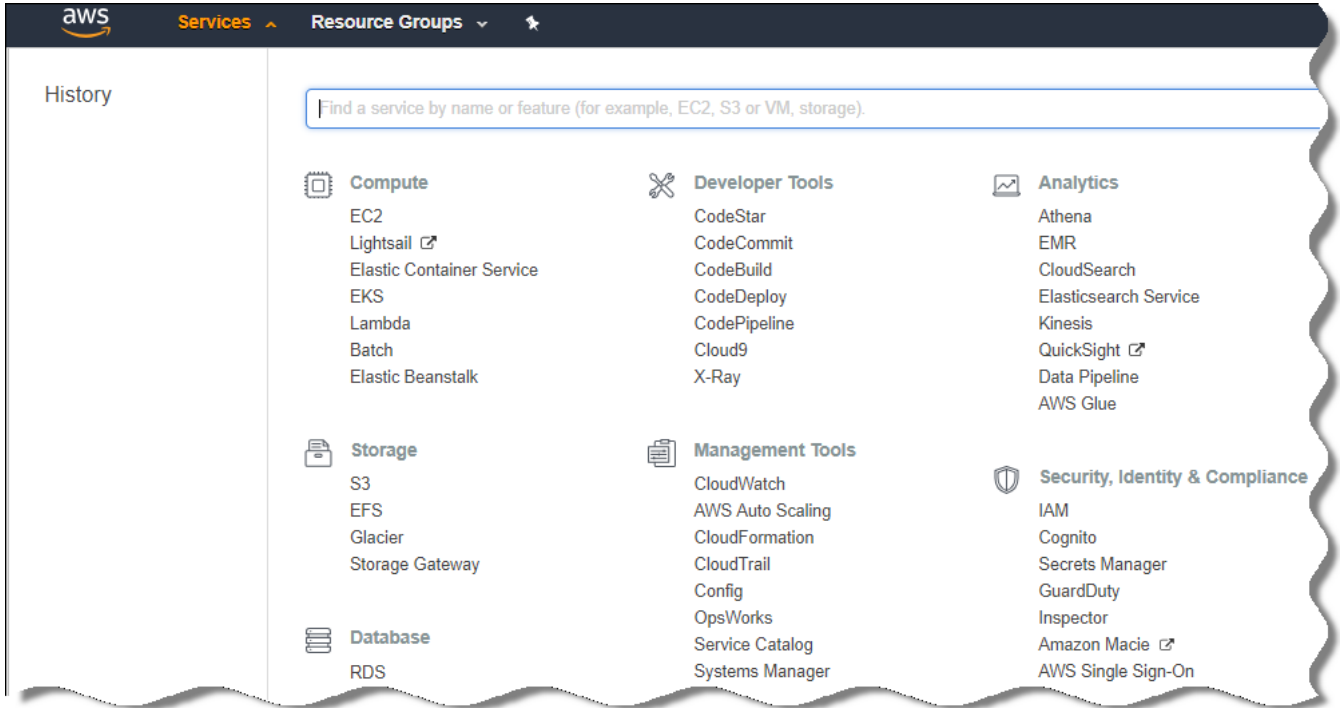 aws Services Resource Groups
History
Find a service by name or feature (for example, EC2, S3 or VM, storage).
Compute
EC2
Lightsail
Elastic Container Service
EKS
Lambda
Batch
Elastic Beanstalk
Storage
S3
EFS
Glacier
Storage Gateway
Database
RDS
Developer Tools
CodeStar
CodeCommit
CodeBuild
CodeDeploy
CodePipeline
Cloud9
X-Ray
Management Tools
CloudWatch
AWS Auto Scaling
CloudFormation
CloudTrail
Config
OpsWorks
Service Catalog
Systems Manager
Analytics
Athena
EMR
CloudSearch
Elasticsearch Service
Kinesis
QuickSight
Data Pipeline
AWS Glue
Security, Identity & Compliance
IAM
Cognito
Secrets Manager
GuardDuty
Inspector
Amazon Macie
AWS Single Sign-On